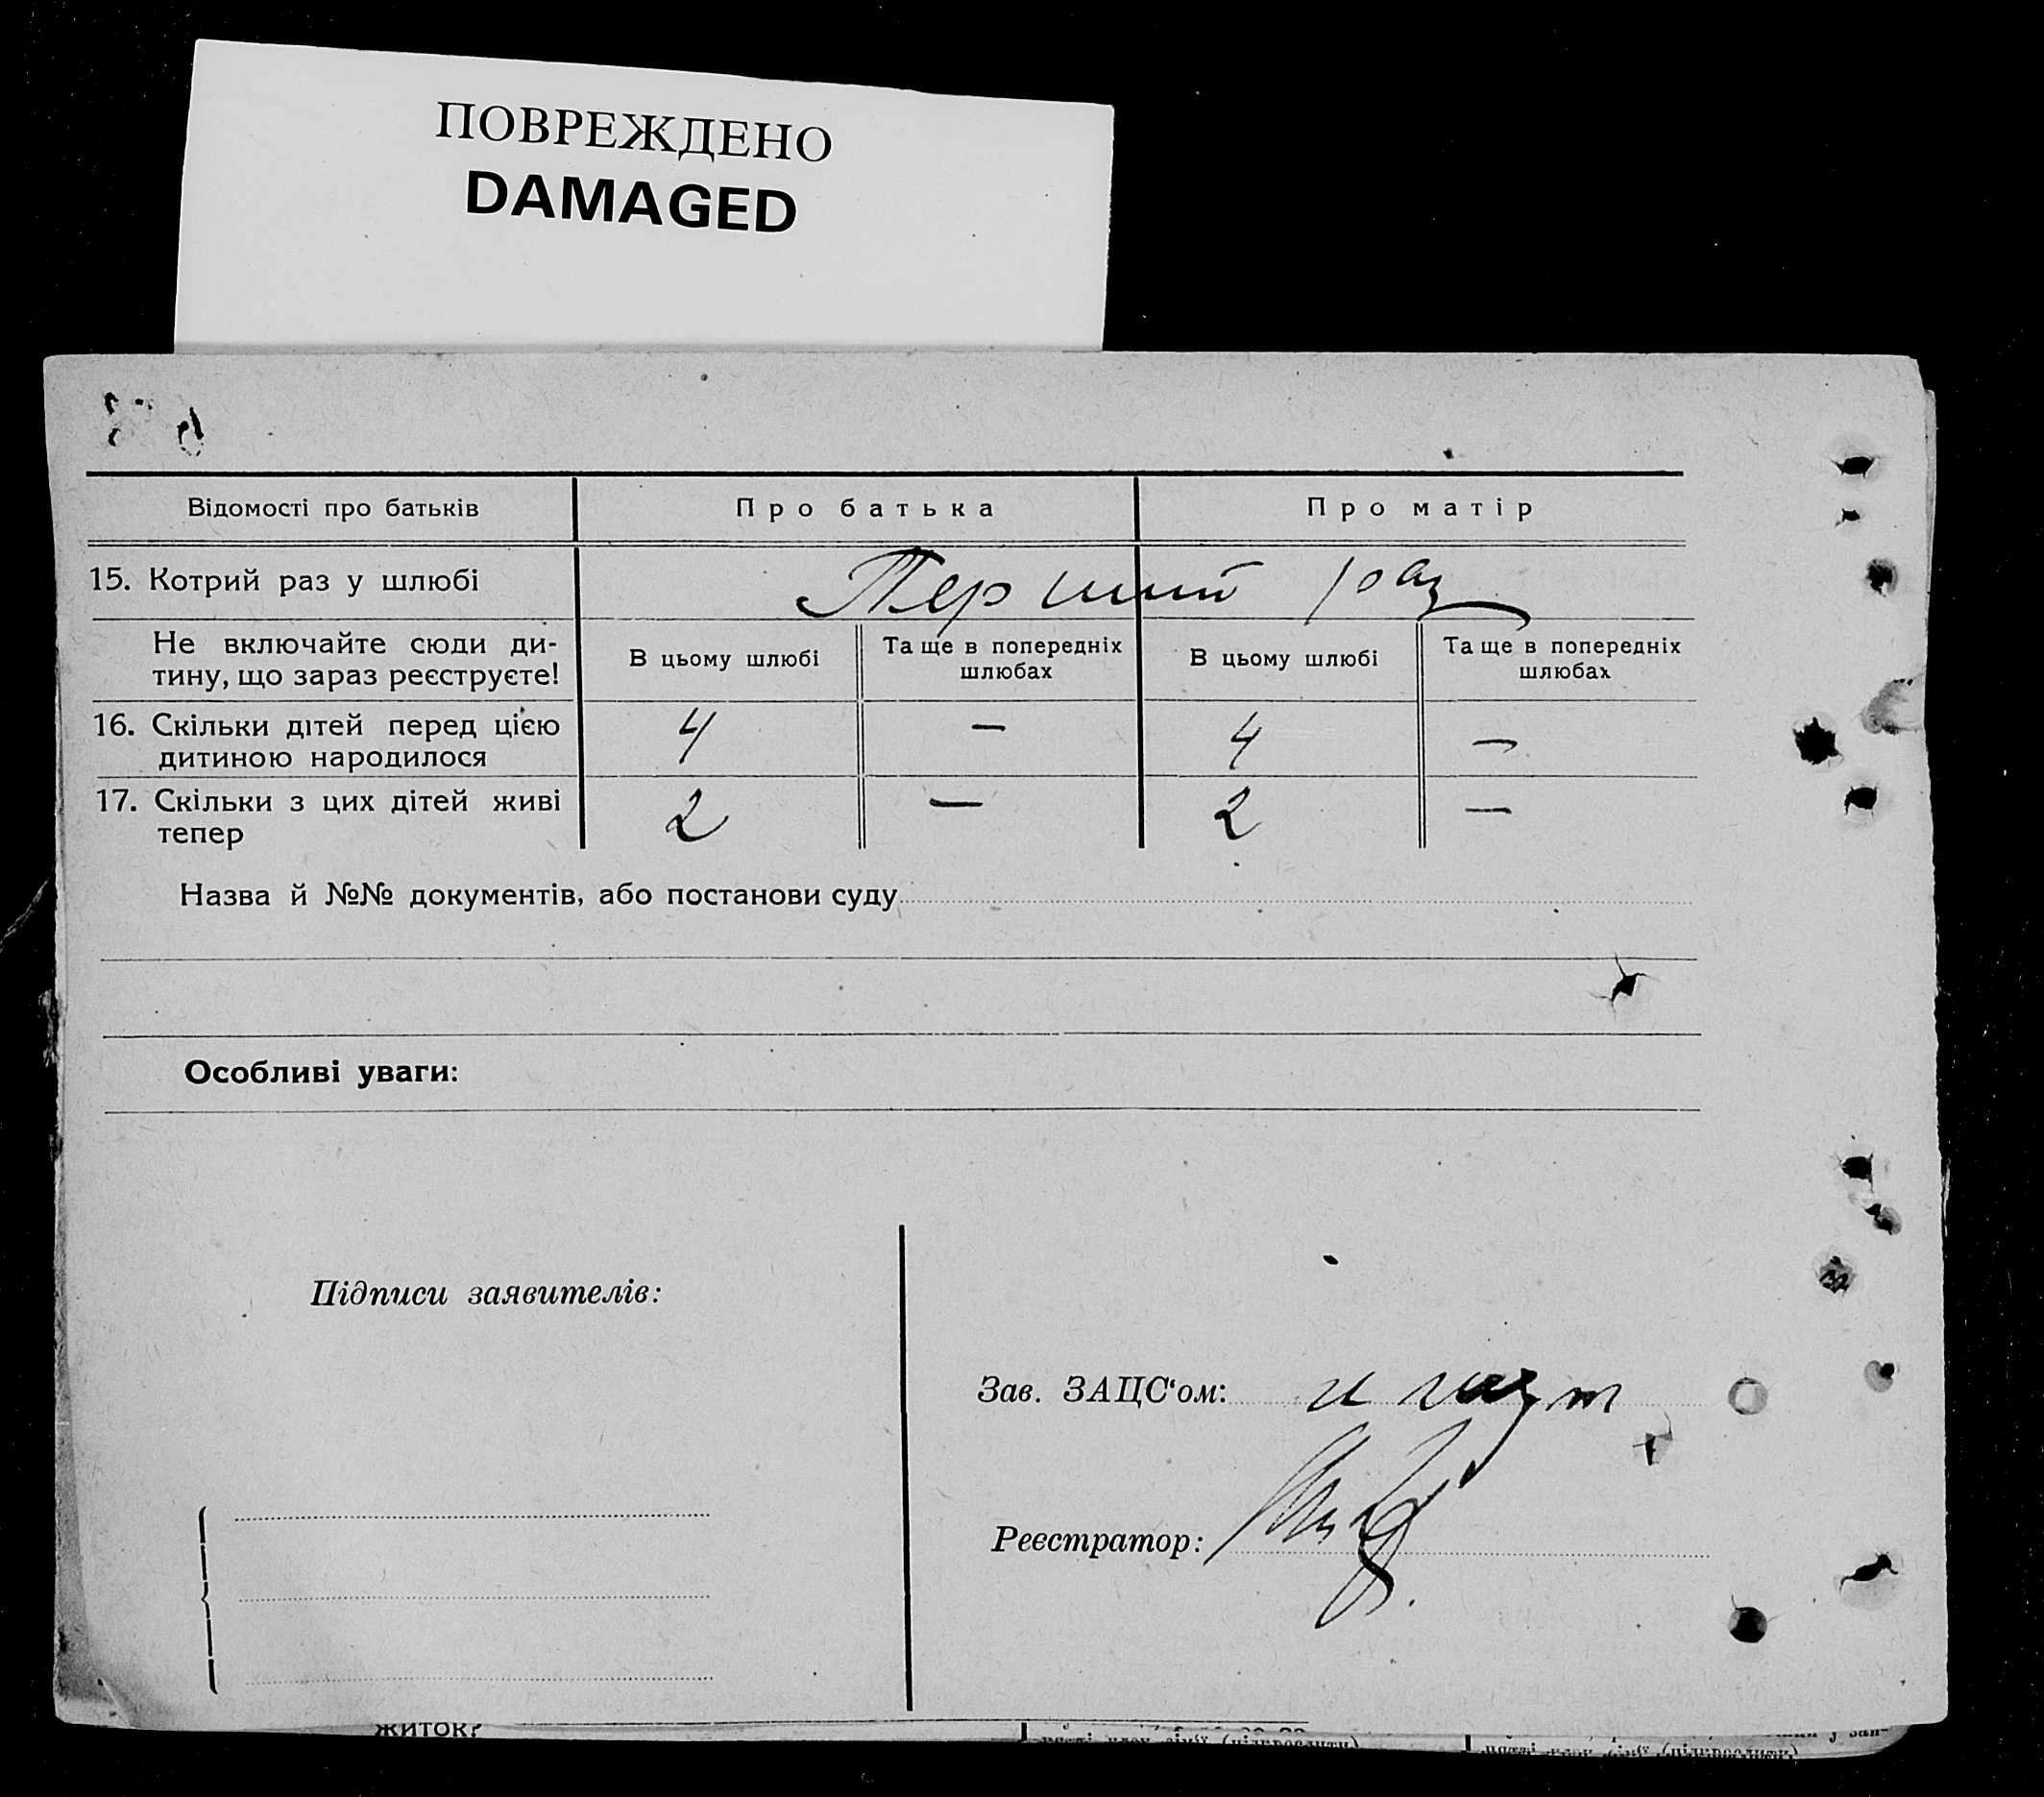 ПОВРЕЖДЕНО
DAMAGED
Відомості про батьків
Про батька
Про матір
15. Котрий раз у шлюбі
Перший раз
Не включайте сюди ди-
тину, що зараз реєструєте!
В цьому шлюбі
Та ще в попередніх
шлюбах
В цьому шлюбі
Та ще в попередніх
шлюбах
16. Скільки дітей перед цією
дитиною народилося
4
—
4
—
17. Скільки з цих дітей живі
тепер
2
—
2
—
Назва й №№ документів, або постанови суду
Особливі уваги:
Підписи заявителів:
Зав. ЗАЦС‘ом:
Реєстратор:
житок?